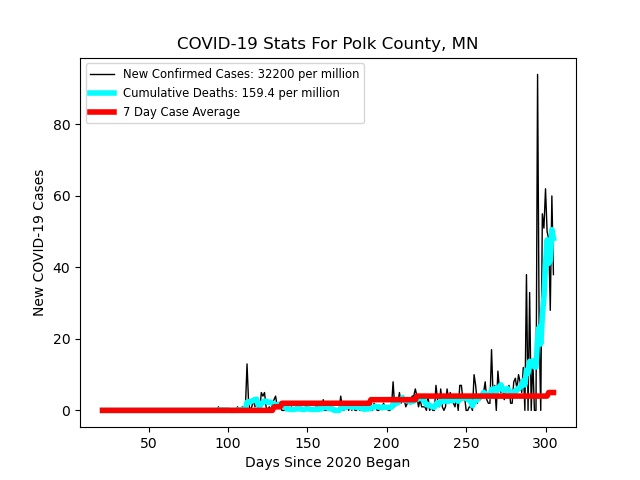 COVID-19 Stats For Polk County, MN
New Confirmed Cases: 32200 per million
Cumulative Deaths: 159.4 per million
7 Day Case Average
80
60
40
20
0
New COVID-19 Cases
50 100 150 200 250 300
Days Since 2020 Began